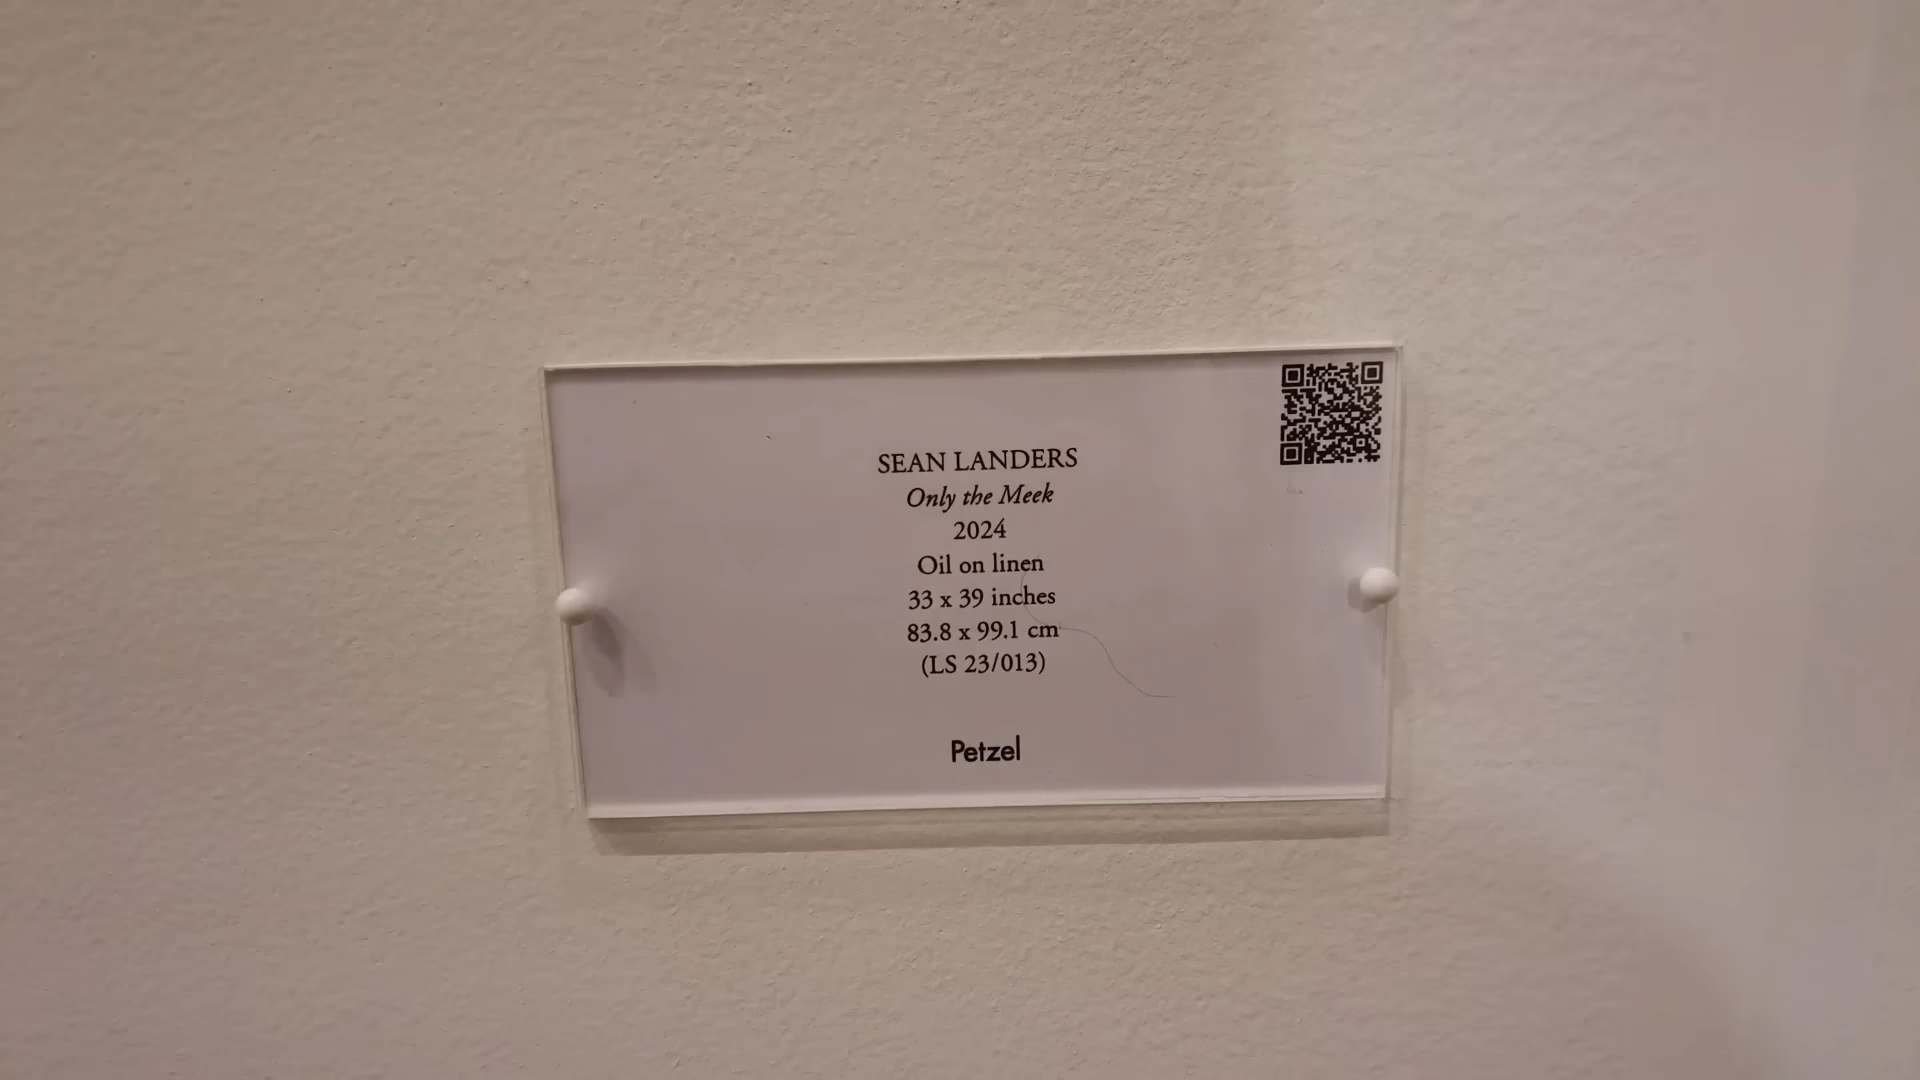 SEAN LANDERS
Only the Meek
2024
Oil on linen
33 x 39 inches
83.8 x 99.1 cm
(LS 23/013)
Petzel